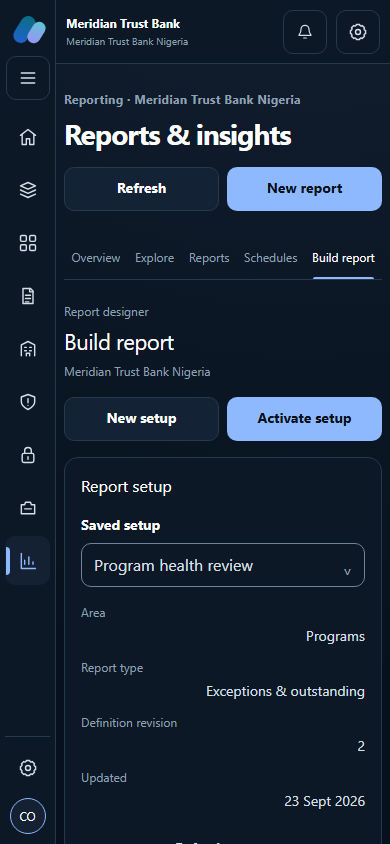 Meridian Trust Bank
Meridian Trust Bank Nigeria
Reporting · Meridian Trust Bank Nigeria
Reports & insights
Refresh
New report
Overview
Explore
Reports
Schedules
Build report
Report designer
Build report
Meridian Trust Bank Nigeria
New setup
Activate setup
Report setup
Saved setup
Program health review
Area
Programs
Report type
Exceptions & outstanding
Definition revision
2
Updated
23 Sept 2026
CO